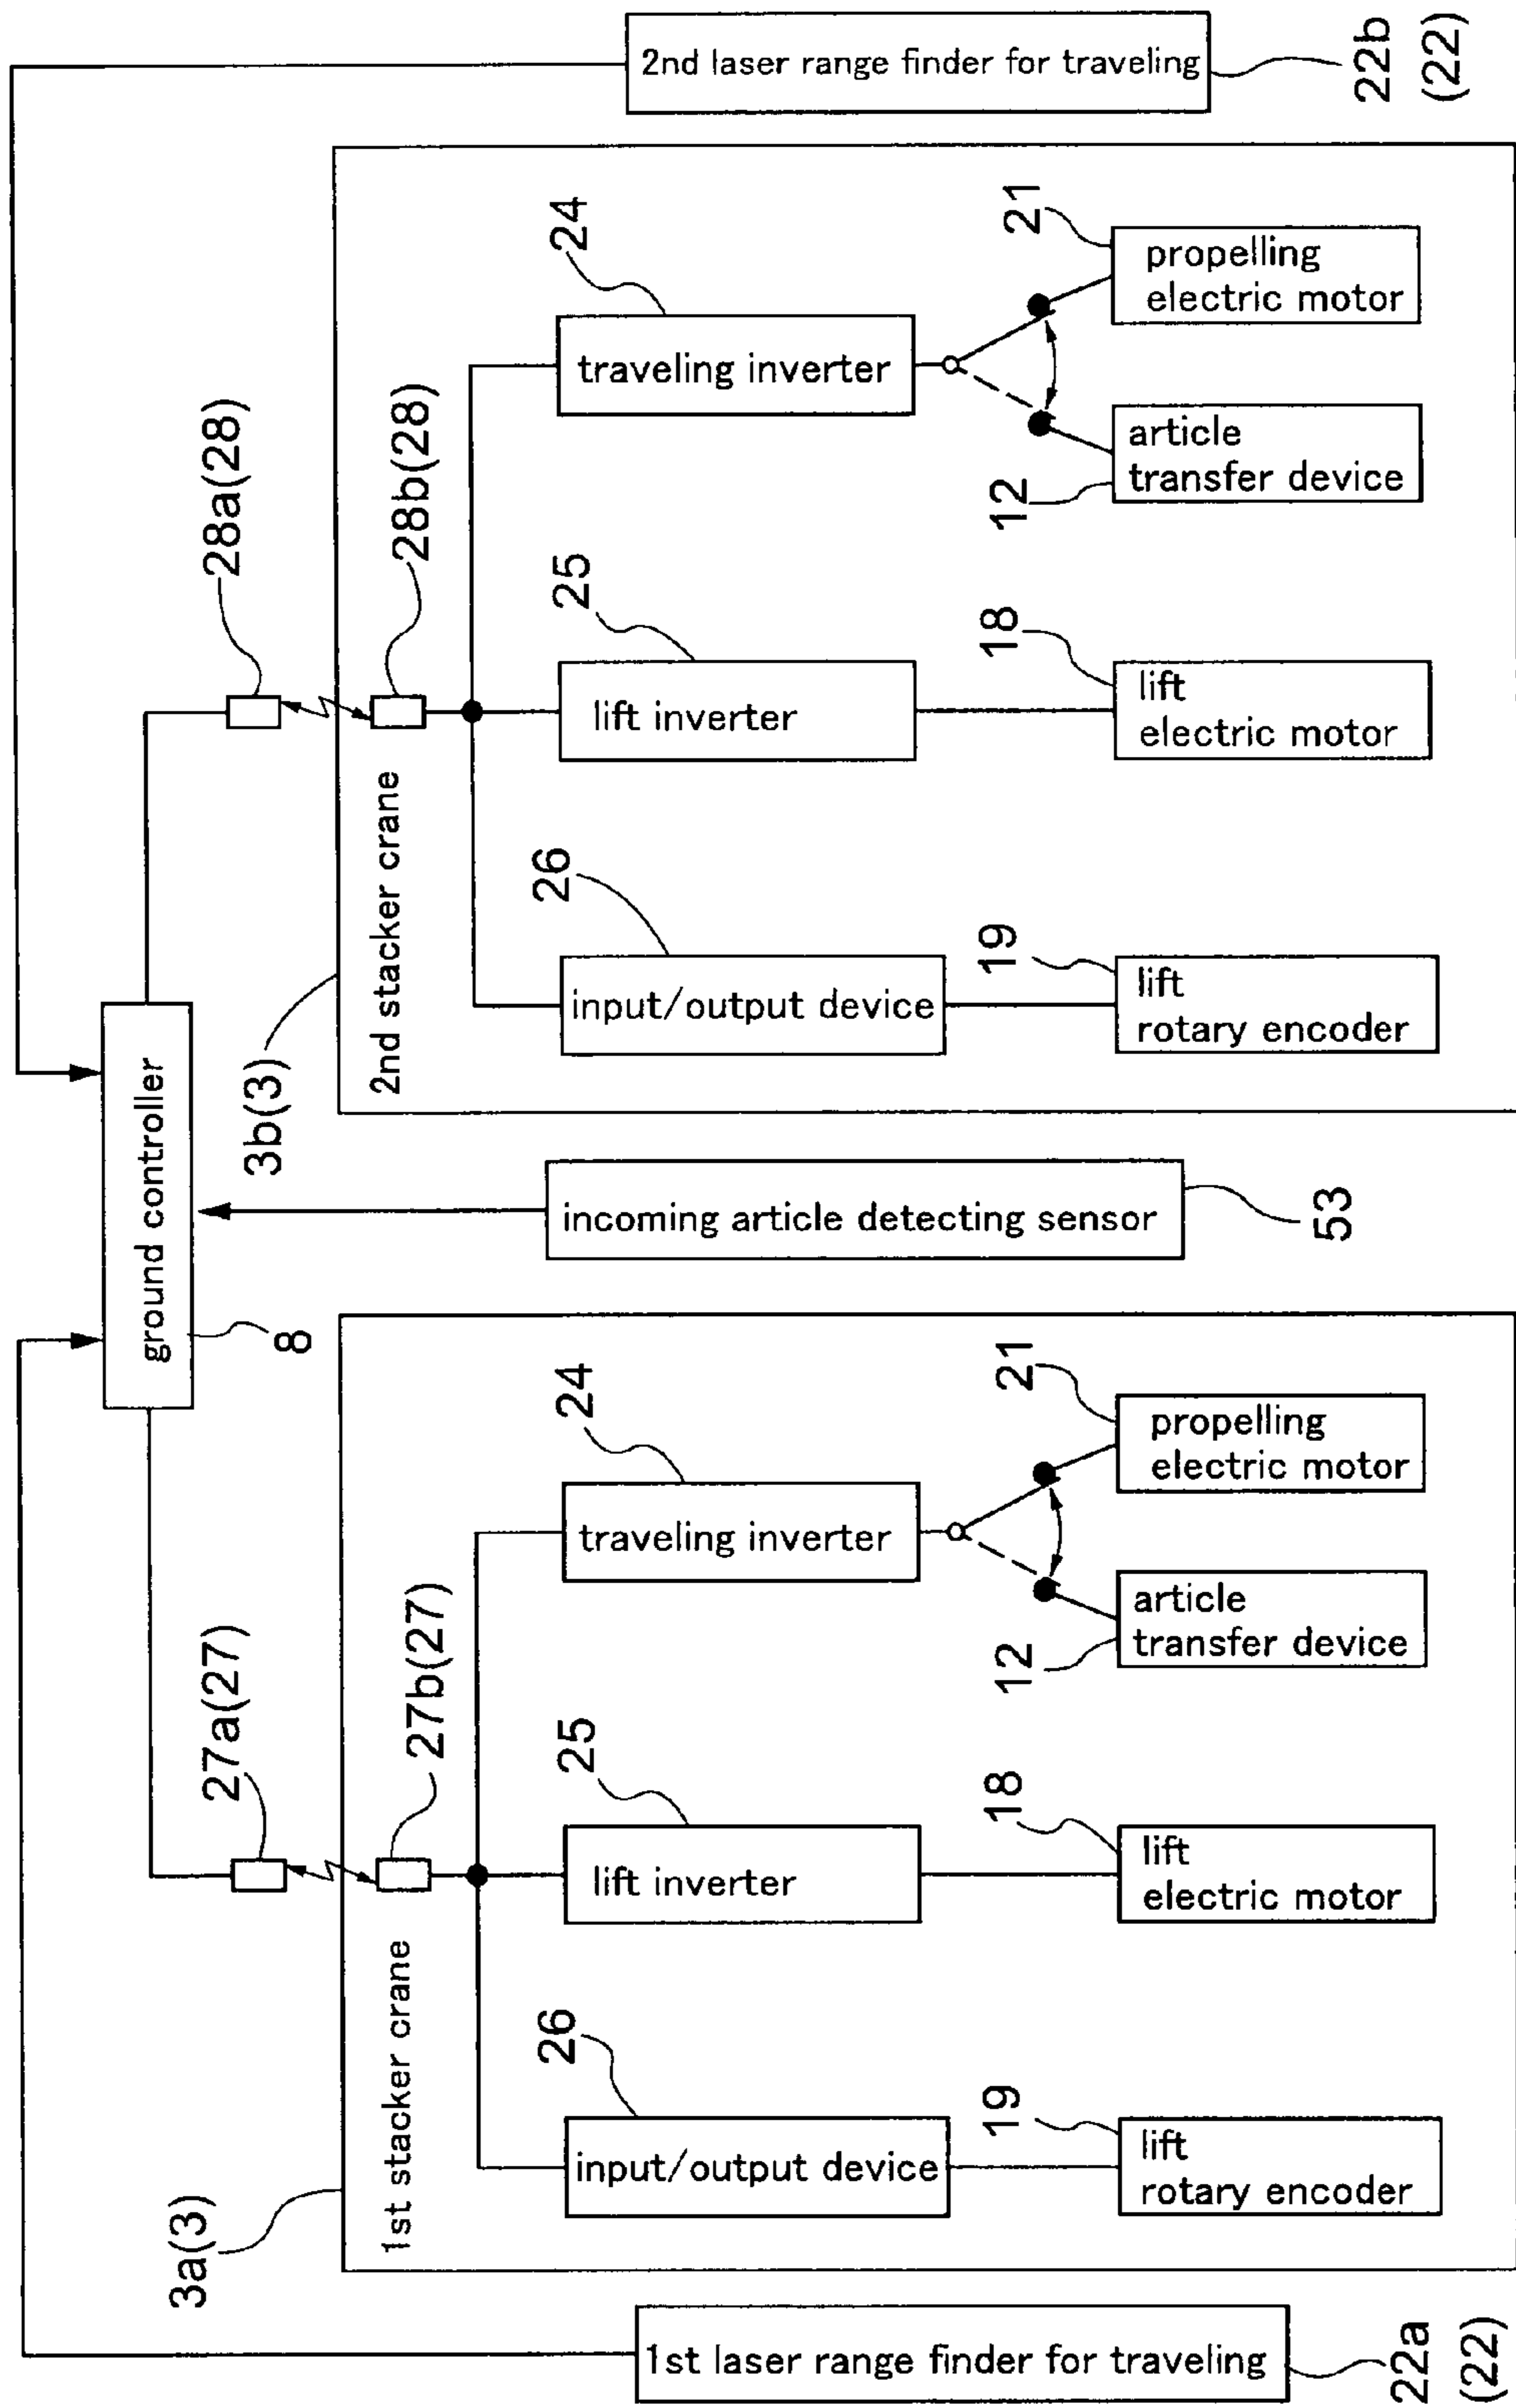 2nd laser range finder for traveling
22b
(22)
28a(28)
3b(3)
2nd stacker crane
28b(28)
24
traveling inverter
21
propelling
electric motor
12
article
transfer device
25
lift inverter
18
lift
electric motor
26
input/output device
19
lift
rotary encoder
ground controller
8
incoming article detecting sensor
53
27a(27)
3a(3)
1st stacker crane
27b(27)
24
traveling inverter
21
propelling
electric motor
12
article
transfer device
25
lift inverter
18
lift
electric motor
26
input/output device
19
lift
rotary encoder
1st laser range finder for traveling
22a
(22)